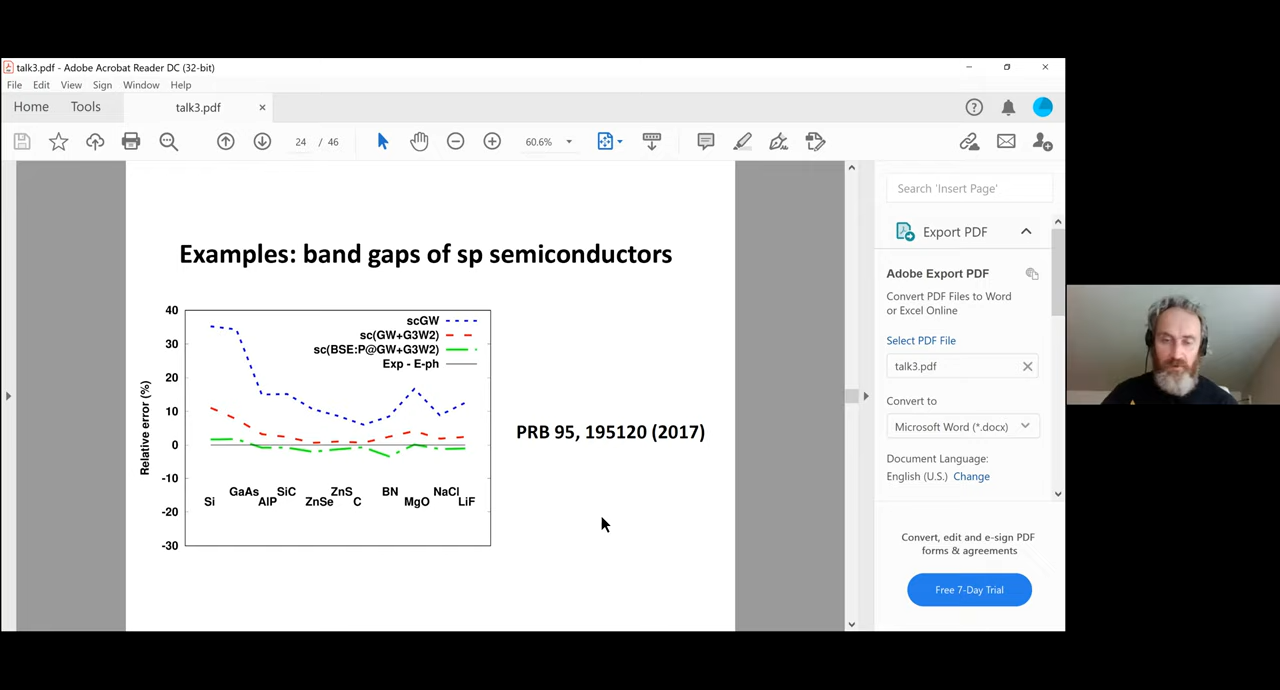 talk3.pdf - Adobe Acrobat Reader DC (32-bit)
File Edit View Sign Window Help
Home Tools talk3.pdf
24 / 46 60.6%
Search 'Insert Page'
Export PDF
Adobe Export PDF
Convert PDF Files to Word
or Excel Online
Select PDF File
talk3.pdf
Convert to
Microsoft Word (*.docx)
Document Language:
English (U.S.) Change
Convert, edit and e-sign PDF
forms & agreements
Free 7-Day Trial
Examples: band gaps of sp semiconductors
40
30
20
10
0
-10
-20
-30
Relative error (%)
scGW
sc(GW+G3W2)
sc(BSE:P@GW+G3W2)
Exp - E-ph
GaAs SiC ZnS BN NaCl
Si AlP ZnSe C MgO LiF
PRB 95, 195120 (2017)